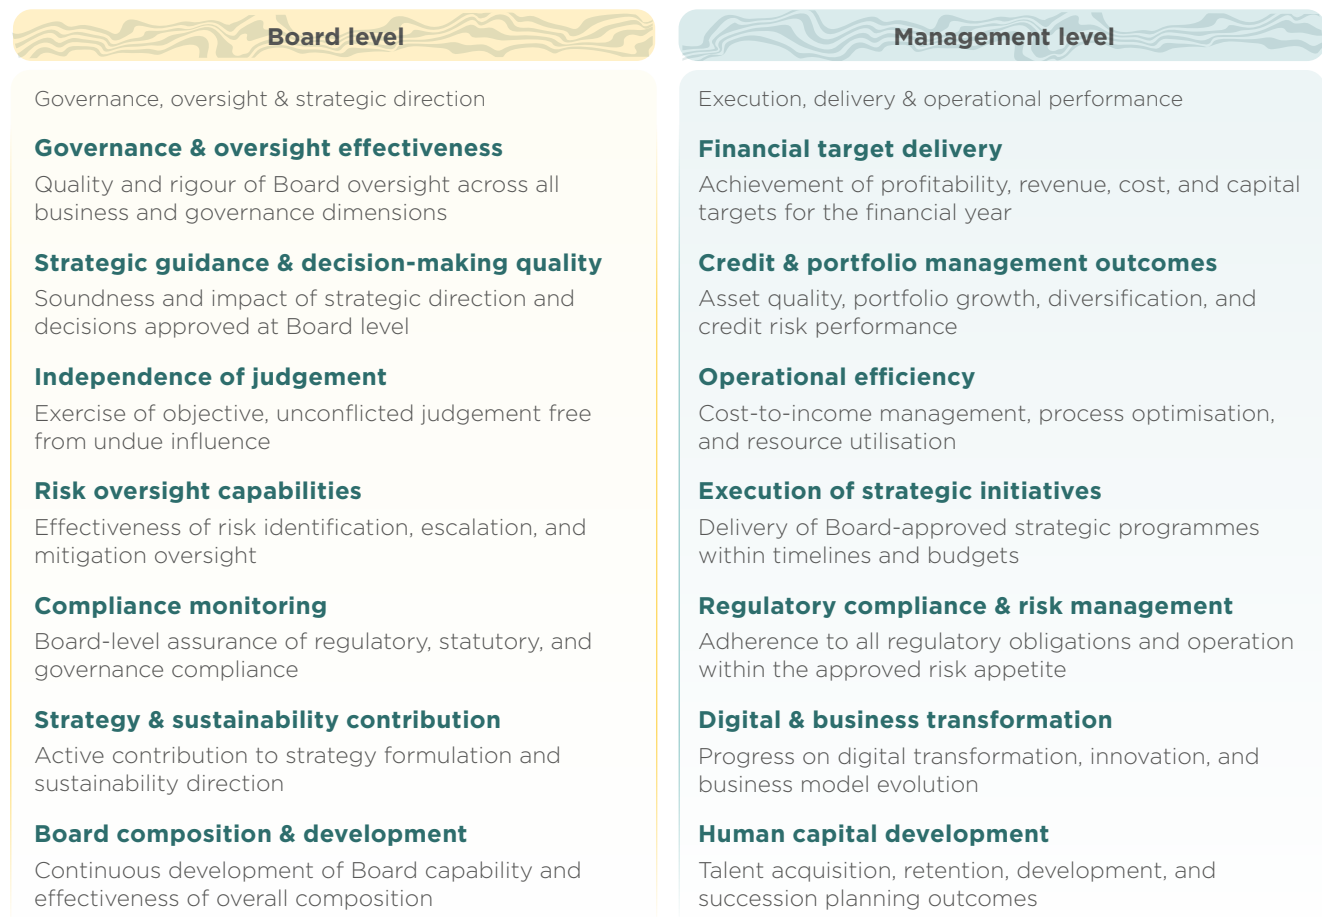 Board level
Governance, oversight & strategic direction
Governance & oversight effectiveness
Quality and rigour of Board oversight across all
business and governance dimensions
Strategic guidance & decision-making quality
Soundness and impact of strategic direction and
decisions approved at Board level
Independence of judgement
Exercise of objective, unconflicted judgement free
from undue influence
Risk oversight capabilities
Effectiveness of risk identification, escalation, and
mitigation oversight
Compliance monitoring
Board-level assurance of regulatory, statutory, and
governance compliance
Strategy & sustainability contribution
Active contribution to strategy formulation and
sustainability direction
Board composition & development
Continuous development of Board capability and
effectiveness of overall composition
Management level
Execution, delivery & operational performance
Financial target delivery
Achievement of profitability, revenue, cost, and capital
targets for the financial year
Credit & portfolio management outcomes
Asset quality, portfolio growth, diversification, and
credit risk performance
Operational efficiency
Cost-to-income management, process optimisation,
and resource utilisation
Execution of strategic initiatives
Delivery of Board-approved strategic programmes
within timelines and budgets
Regulatory compliance & risk management
Adherence to all regulatory obligations and operation
within the approved risk appetite
Digital & business transformation
Progress on digital transformation, innovation, and
business model evolution
Human capital development
Talent acquisition, retention, development, and
succession planning outcomes